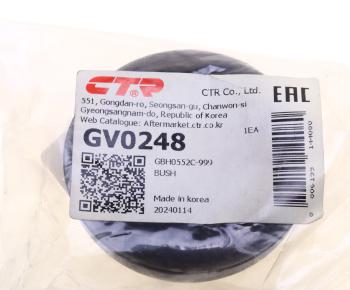 CTR
CTR Co., Ltd.
EAC
551, Gongdan-ro, Seongsan-gu, Changwon-si
Gyeongsangnam-do, Republic of Korea
Web Catalogue: Aftermarket.ctr.co.kr
1EA
GV0248
GBH0552C-999
BUSH
Made in korea
20240114